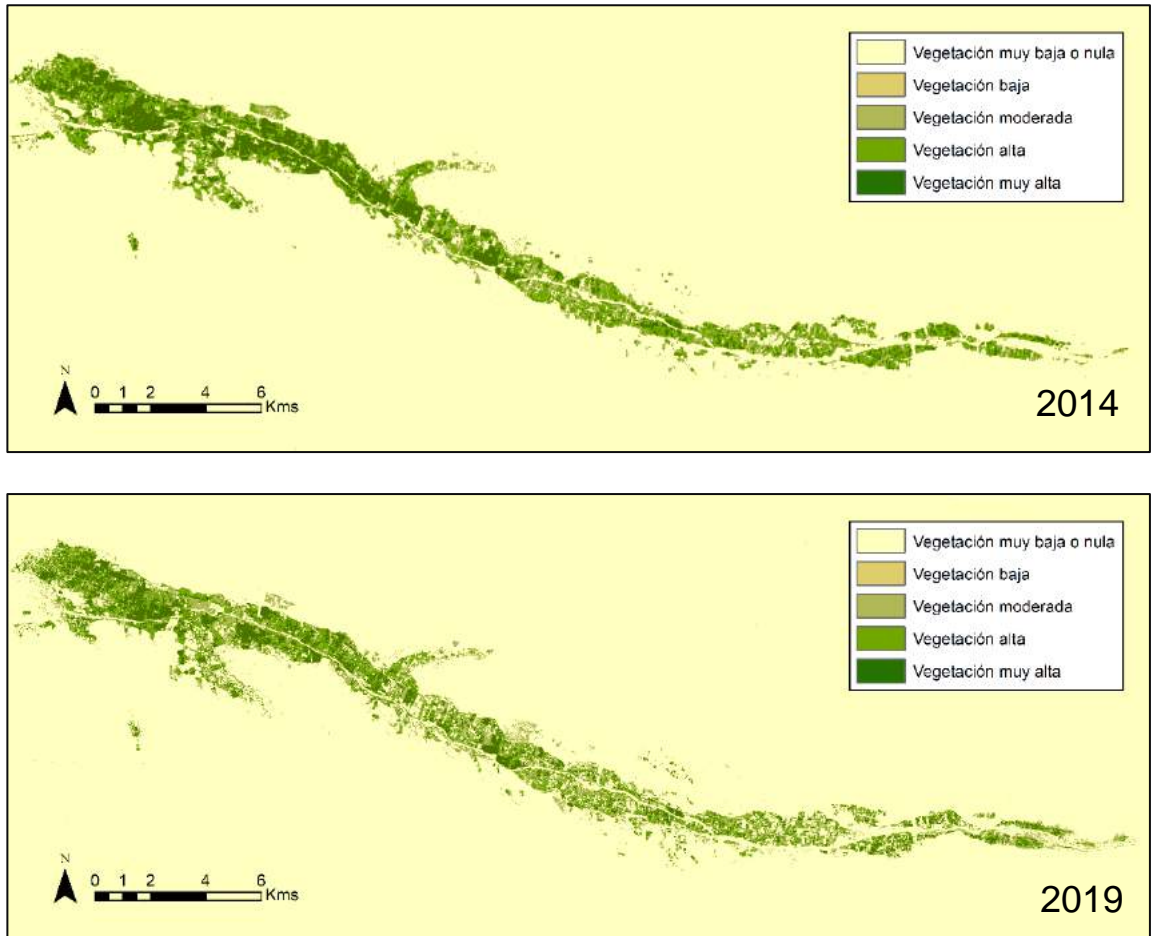 Vegetación muy baja o nula
Vegetación baja
Vegetación moderada
Vegetación alta
Vegetación muy alta
N
0 1 2 4 6
Kms
2014
Vegetación muy baja o nula
Vegetación baja
Vegetación moderada
Vegetación alta
Vegetación muy alta
N
0 1 2 4 6
Kms
2019